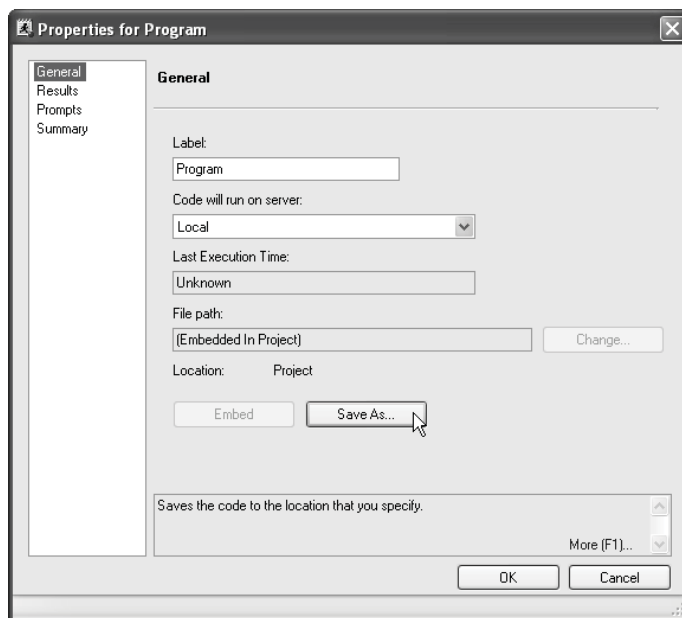 Properties for Program
General
Results
Prompts
Summary
General
Label:
Program
Code will run on server:
Local
Last Execution Time:
Unknown
File path:
(Embedded In Project)
Change...
Location: Project
Embed
Save As...
Saves the code to the location that you specify.
More (F1)...
OK
Cancel